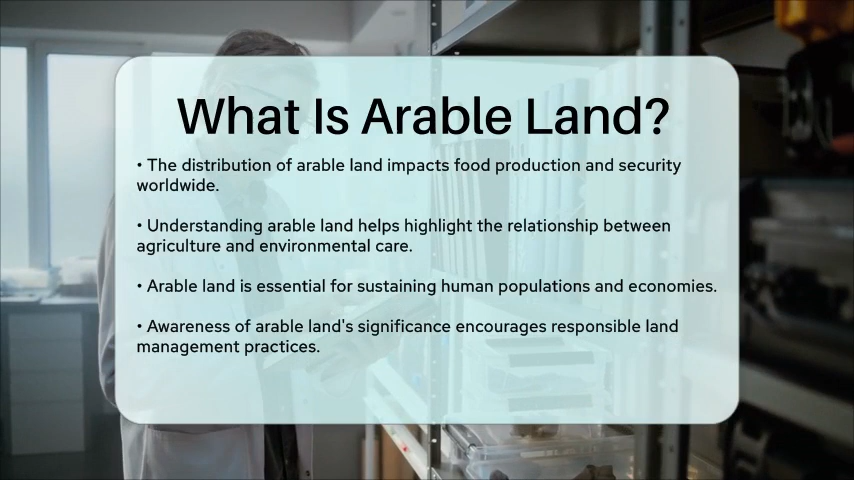 What Is Arable Land?
• The distribution of arable land impacts food production and security
worldwide.
• Understanding arable land helps highlight the relationship between
agriculture and environmental care.
• Arable land is essential for sustaining human populations and economies.
• Awareness of arable land's significance encourages responsible land
management practices.